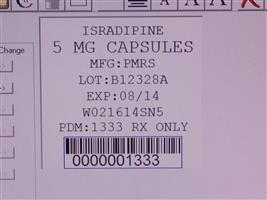 ISRADIPINE
5 MG CAPSULES
MFG:PMRS
LOT:B12328A
EXP:08/14
W021614SN5
PDM:1333 RX ONLY
0000001333
Change